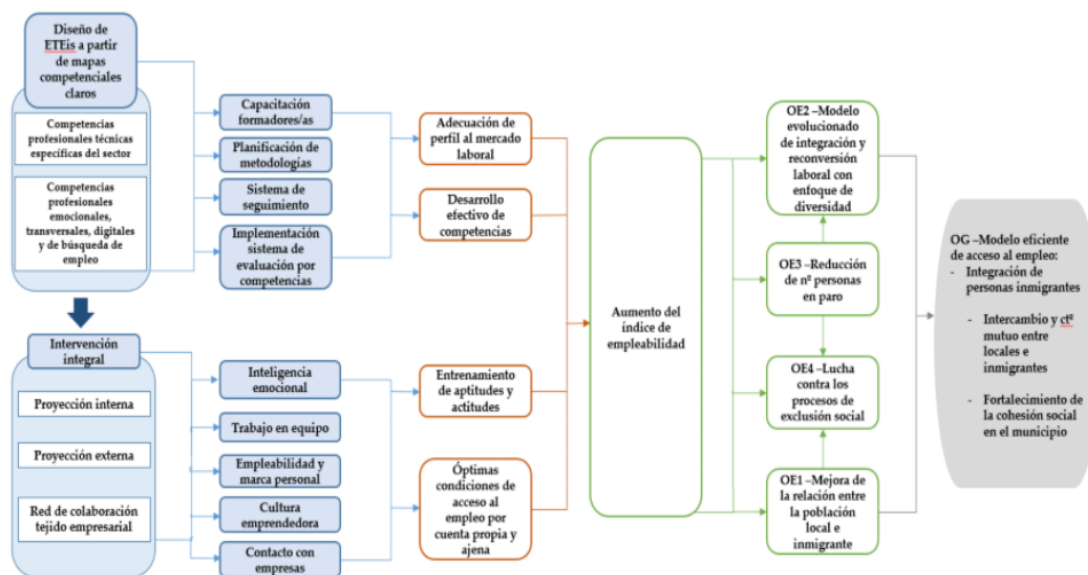 Diseño de
ETEis a partir
de mapas
competenciales
claros
Competencias
profesionales técnicas
específicas del sector
Competencias
profesionales
emocionales,
transversales, digitales
y de búsqueda de
empleo
Intervención
integral
Proyección interna
Proyección externa
Red de colaboración
tejido empresarial
Capacitación
formadores/as
Planificación de
metodologías
Sistema de
seguimiento
Implementación
sistema de
evaluación por
competencias
Inteligencia
emocional
Trabajo en equipo
Empleabilidad y
marca personal
Cultura
emprendedora
Contacto con
empresas
Adecuación de
perfil al mercado
laboral
Desarrollo
efectivo de
competencias
Entrenamiento
de aptitudes y
actitudes
Óptimas
condiciones de
acceso al
empleo por
cuenta propia y
ajena
Aumento del
índice de
empleabilidad
OE2 –Modelo
evolucionado
de integración y
reconversión
laboral con
enfoque de
diversidad
OE3 –Reducción
de nº personas
en paro
OE4 –Lucha
contra los
procesos de
exclusión social
OE1 –Mejora de
la relación entre
la población
local e
inmigrante
OG –Modelo eficiente
de acceso al empleo:
- Integración de
personas inmigrantes
- Intercambio y ctº
mutuo entre
locales e
inmigrantes
- Fortalecimiento de
la cohesión social
en el municipio